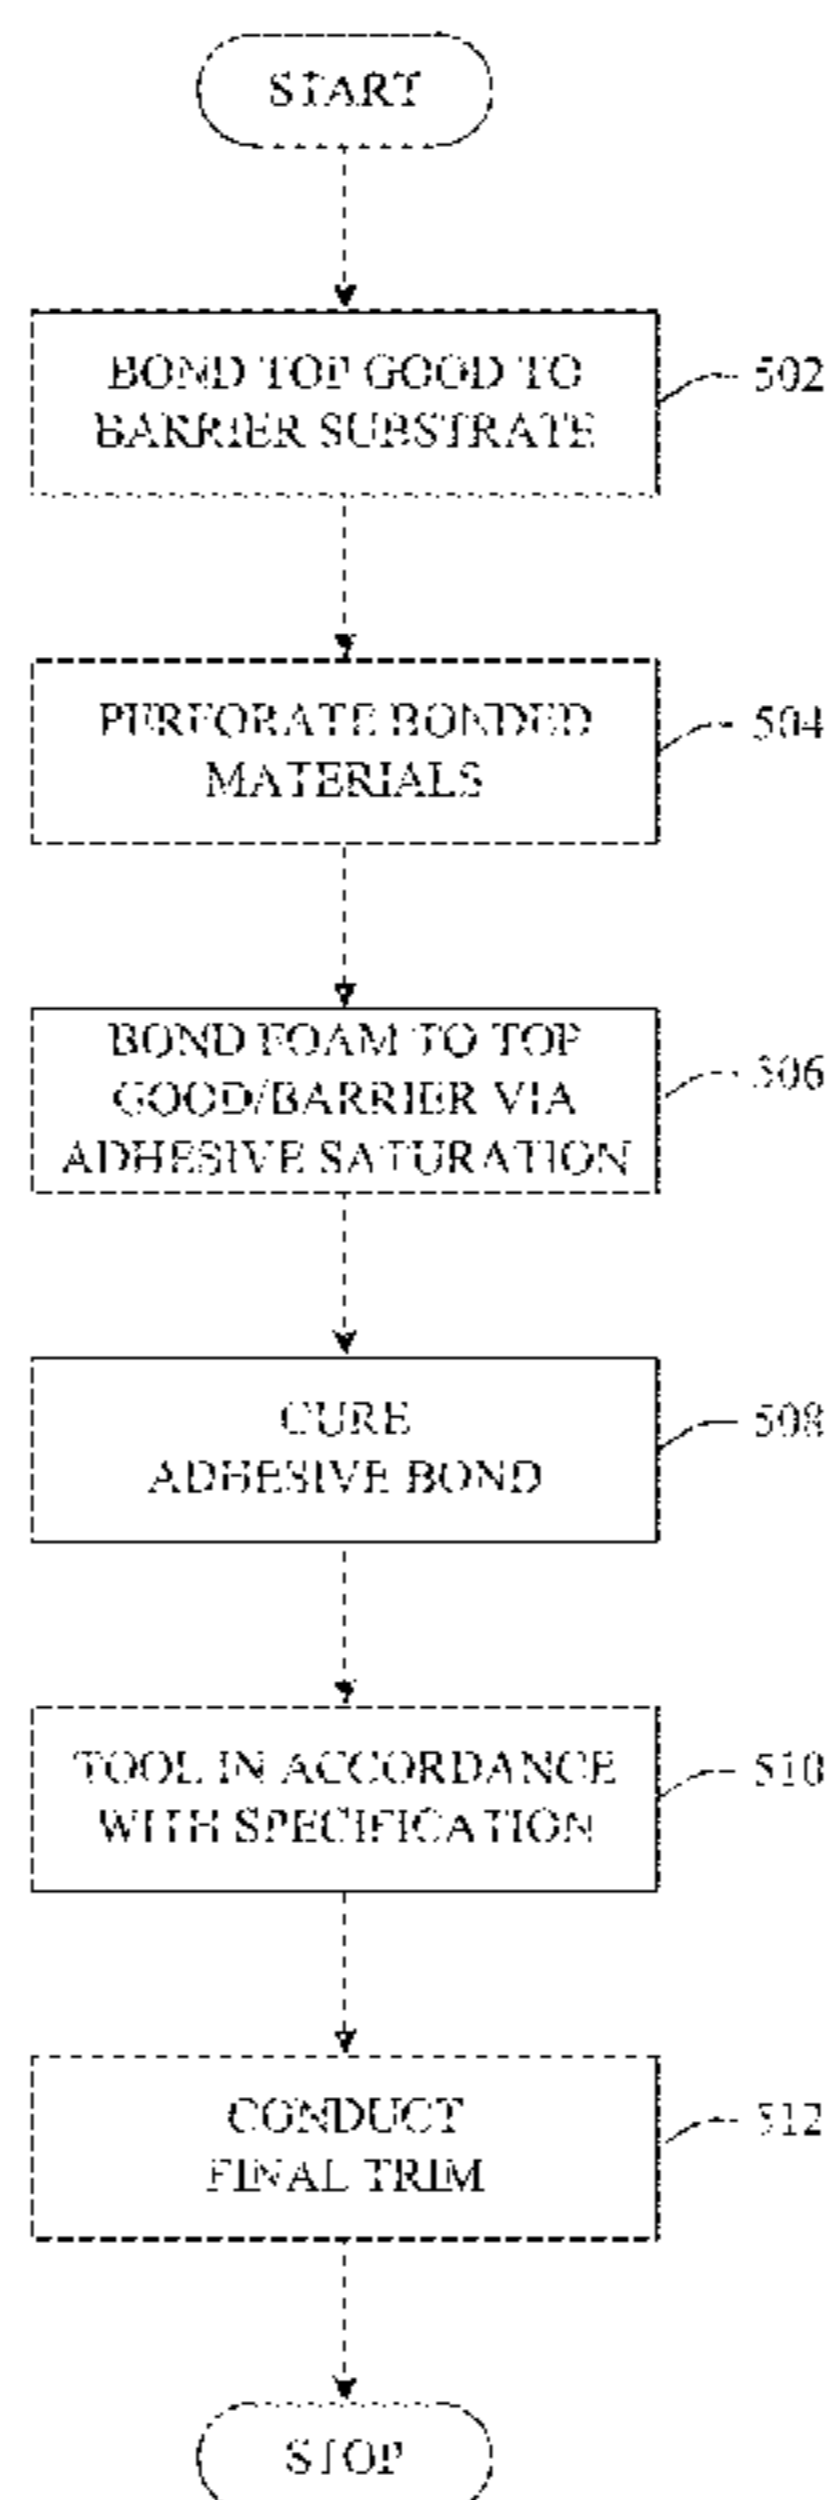 START
BOND TOP GOOD TO
BARRIER SUBSTRATE
502
PERFORATE BONDED
MATERIALS
504
BOND FOAM TO TOP
GOOD/BARRIER VIA
ADHESIVE SATURATION
506
CURE
ADHESIVE BOND
508
TOOL IN ACCORDANCE
WITH SPECIFICATION
510
CONDUCT
FINAL TRIM
512
STOP